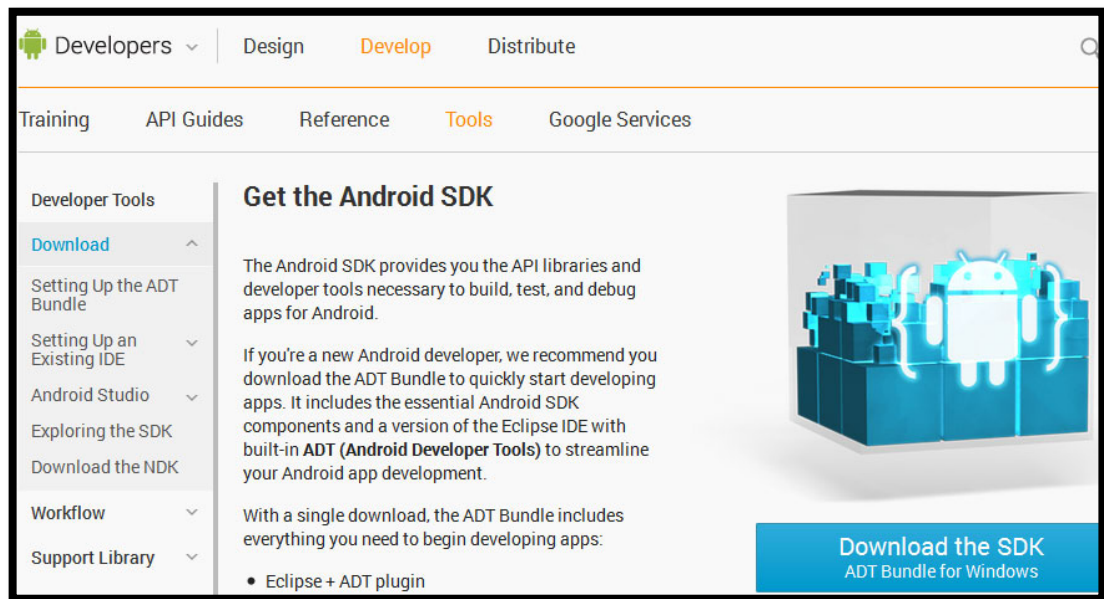 Developers
Design
Develop
Distribute
Training
API Guides
Reference
Tools
Google Services
Developer Tools
Download
Setting Up the ADT
Bundle
Setting Up an
Existing IDE
Android Studio
Exploring the SDK
Download the NDK
Workflow
Support Library
Get the Android SDK
The Android SDK provides you the API libraries and
developer tools necessary to build, test, and debug
apps for Android.
If you're a new Android developer, we recommend you
download the ADT Bundle to quickly start developing
apps. It includes the essential Android SDK
components and a version of the Eclipse IDE with
built-in ADT (Android Developer Tools) to streamline
your Android app development.
With a single download, the ADT Bundle includes
everything you need to begin developing apps:
• Eclipse + ADT plugin
{ }
Download the SDK
ADT Bundle for Windows